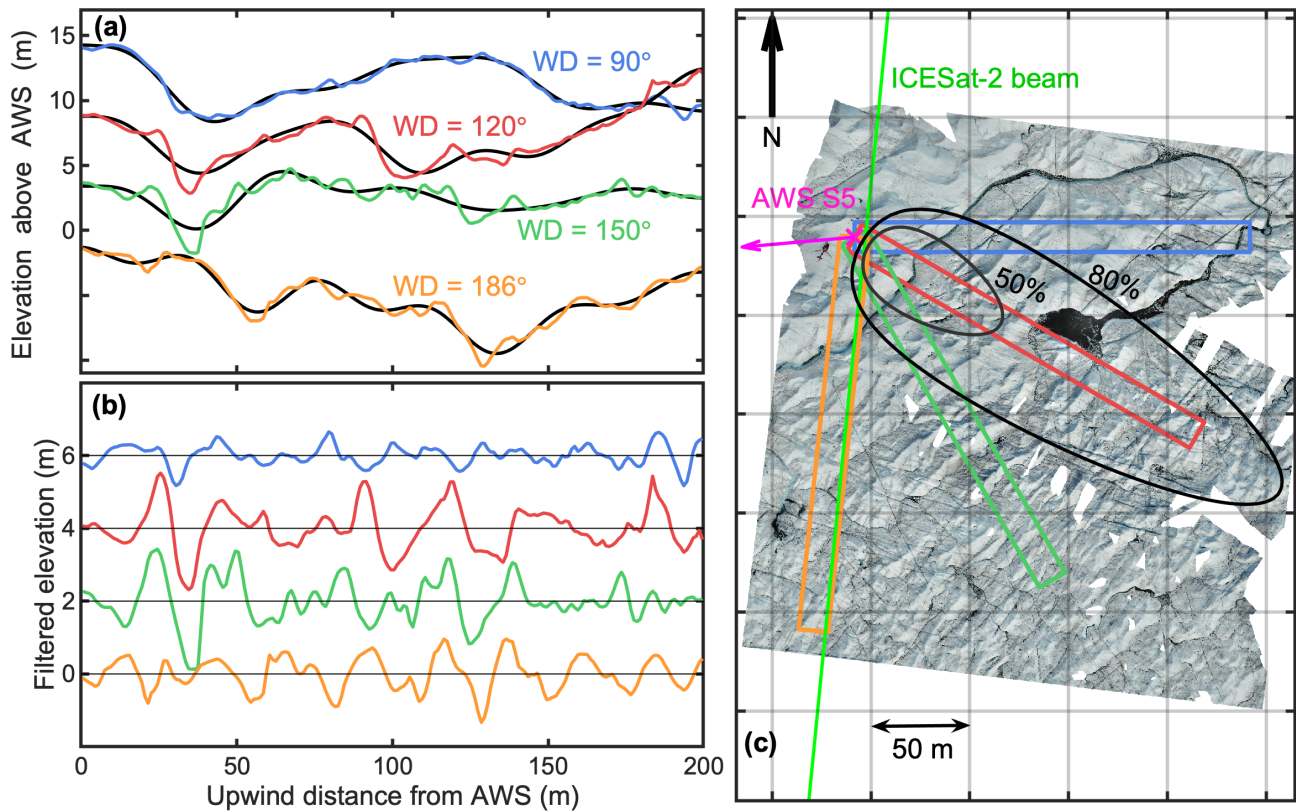 (a)
15
10
5
0
Elevation above AWS (m)
WD = 90°
WD = 120°
WD = 150°
WD = 186°
(b)
6
4
2
0
Filtered elevation (m)
0
50
100
150
200
Upwind distance from AWS (m)
ICESat-2 beam
N
AWS S5
50%
80%
50 m
(c)